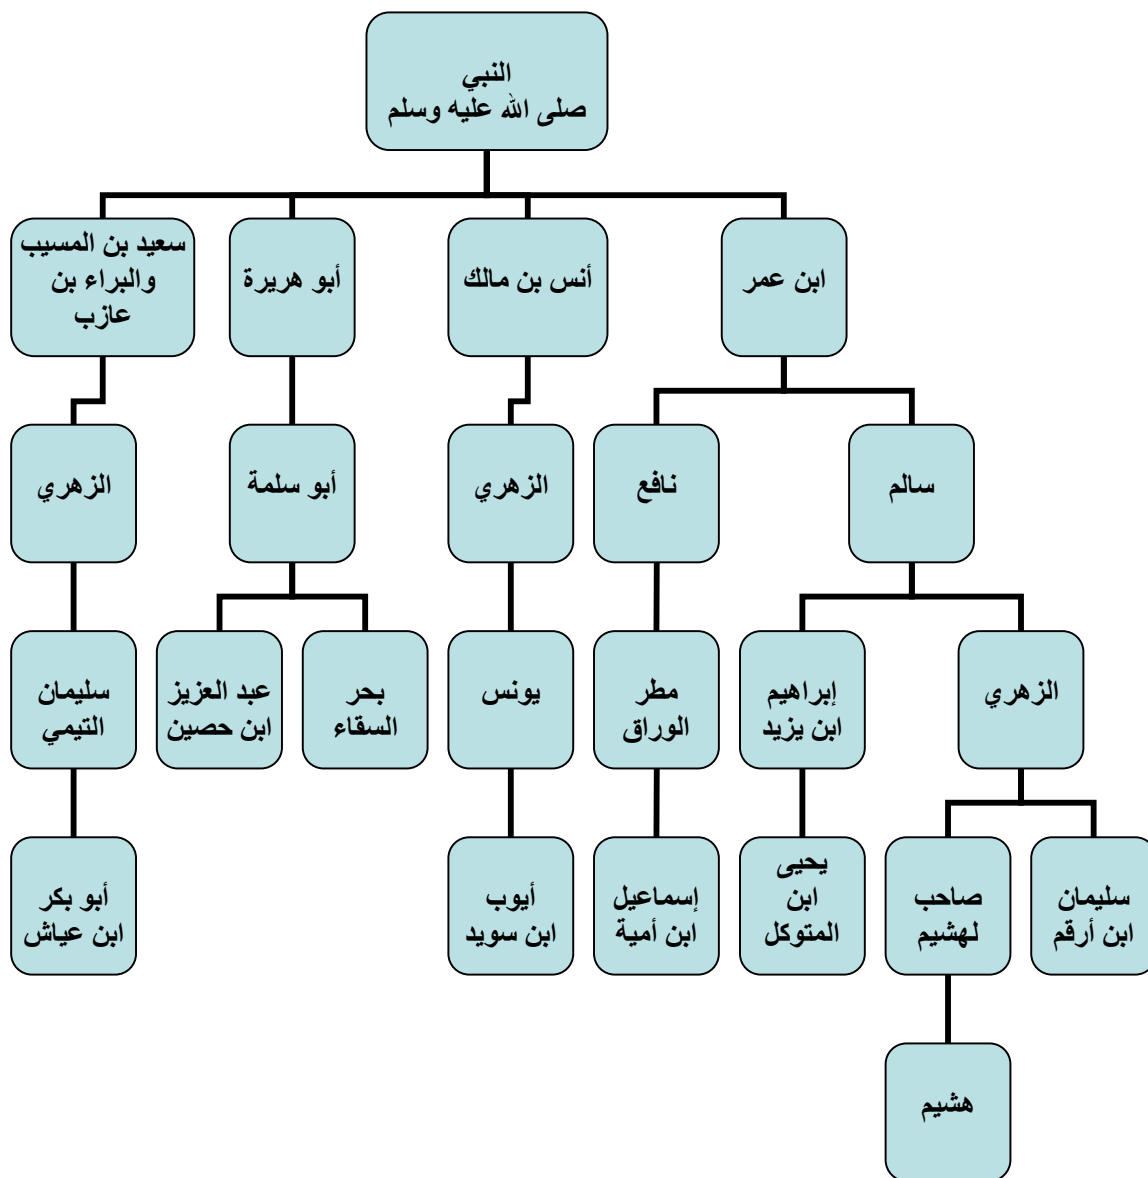 النبي
صلى الله عليه وسلم
ابن عمر
أنس بن مالك
أبو هريرة
سعيد بن المسيب
والبراء بن
عازب
سالم
نافع
الزهري
أبو سلمة
الزهري
الزهري
إبراهيم
ابن يزيد
مطر
الوراق
يونس
بحر
السقاء
عبد العزيز
ابن حصين
سليمان
التيمي
سليمان
ابن أرقم
صاحب
لهشيم
يحيى
ابن
المتوكل
إسماعيل
ابن أمية
أيوب
ابن سويد
أبو بكر
ابن عياش
هشيم